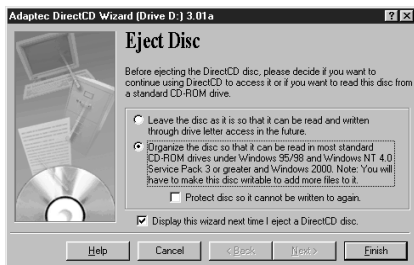 Adaptec DirectCD Wizard (Drive D:) 3.01a
Eject Disc
Before ejecting the DirectCD disc, please decide if you want to
continue using DirectCD to access it or if you want to read this disc from
a standard CD-ROM drive.
Leave the disc as it is so that it can be read and written
through drive letter access in the future.
Organize the disc so that it can be read in most standard
CD-ROM drives under Windows 95/98 and Windows NT 4.0
Service Pack 3 or greater and Windows 2000. Note: You will
have to make this disc writable to add more files to it.
Protect disc so it cannot be written to again.
Display this wizard next time I eject a DirectCD disc.
Help
Cancel
< Back
Next >
Finish